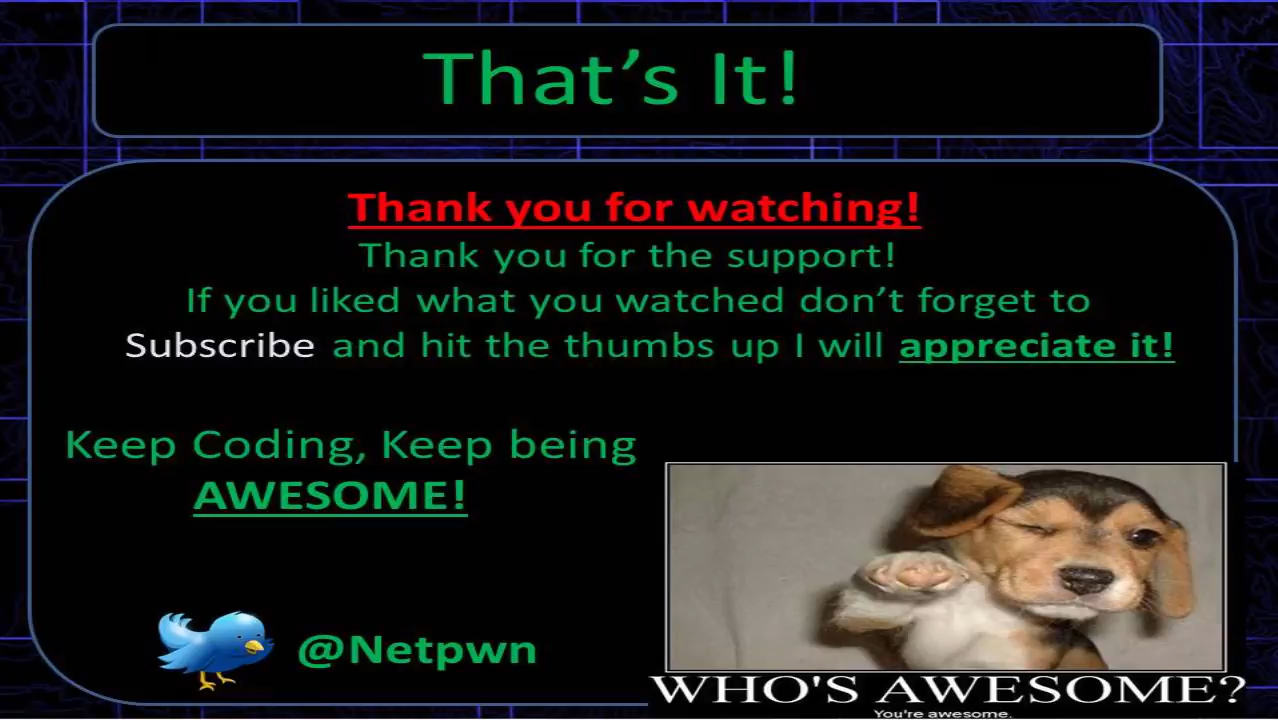 That’s It!
Thank you for watching!
Thank you for the support!
If you liked what you watched don’t forget to
Subscribe and hit the thumbs up I will appreciate it!
Keep Coding, Keep being
AWESOME!
@Netpwn
WHO'S AWESOME?
You're awesome.